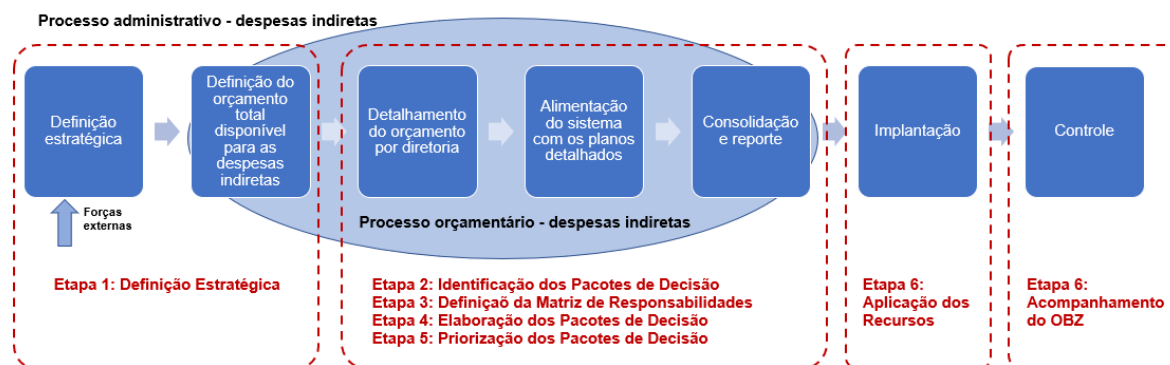 Processo administrativo - despesas indiretas
Definição
estratégica
Definição do
orçamento
total
disponível
para as
despesas
indiretas
Detalhamento
do orçamento
por diretoria
Alimentação
do sistema
com os planos
detalhados
Consolidação
e reporte
Implantação
Controle
Forças
externas
Processo orçamentário - despesas indiretas
Etapa 1: Definição Estratégica
Etapa 2: Identificação dos Pacotes de Decisão
Etapa 3: Definiçaõ da Matriz de Responsabilidades
Etapa 4: Elaboração dos Pacotes de Decisão
Etapa 5: Priorização dos Pacotes de Decisão
Etapa 6:
Aplicação dos
Recursos
Etapa 6:
Acompanhamento
do OBZ